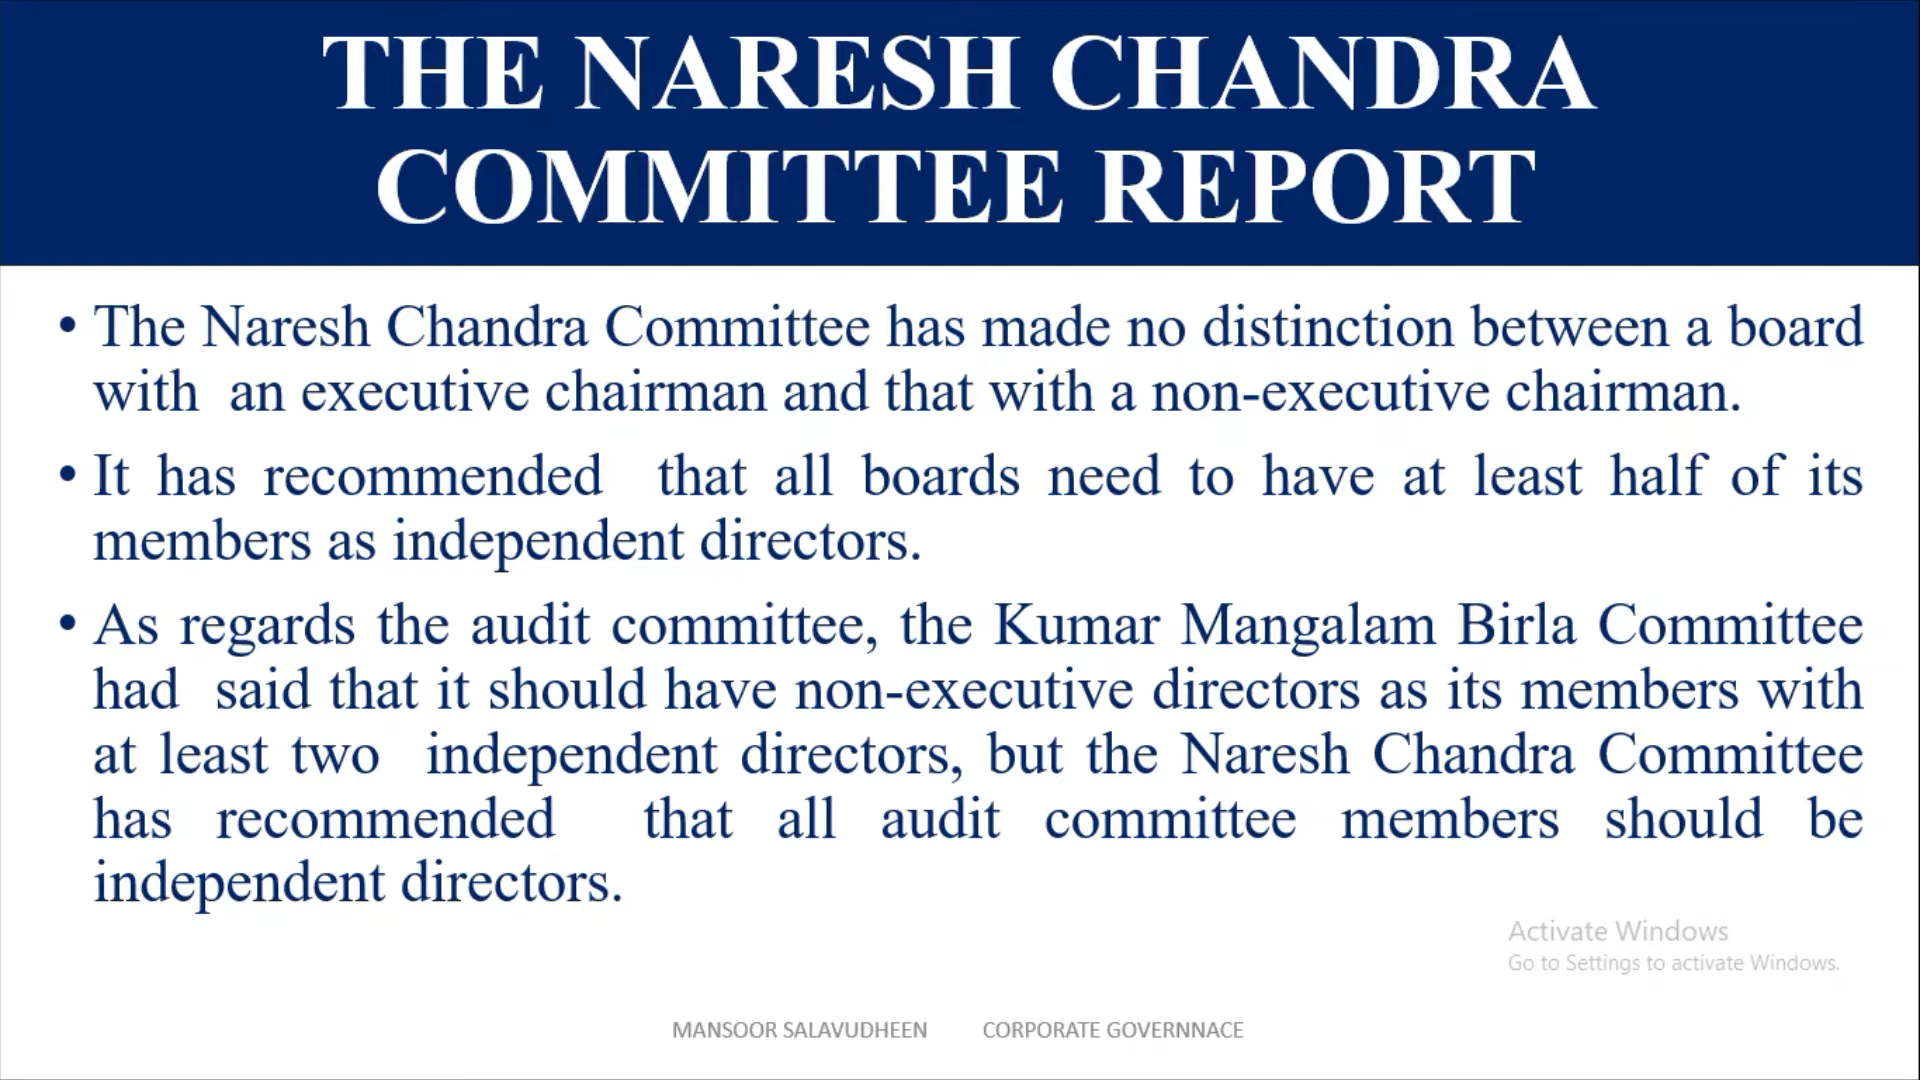 THE NARESH CHANDRA
COMMITTEE REPORT
• The Naresh Chandra Committee has made no distinction between a board
with an executive chairman and that with a non-executive chairman.
• It has recommended that all boards need to have at least half of its
members as independent directors.
• As regards the audit committee, the Kumar Mangalam Birla Committee
had said that it should have non-executive directors as its members with
at least two independent directors, but the Naresh Chandra Committee
has recommended that all audit committee members should be
independent directors.
Activate Windows
Go to Settings to activate Windows.
MANSOOR SALAVUDHEEN CORPORATE GOVERNNACE